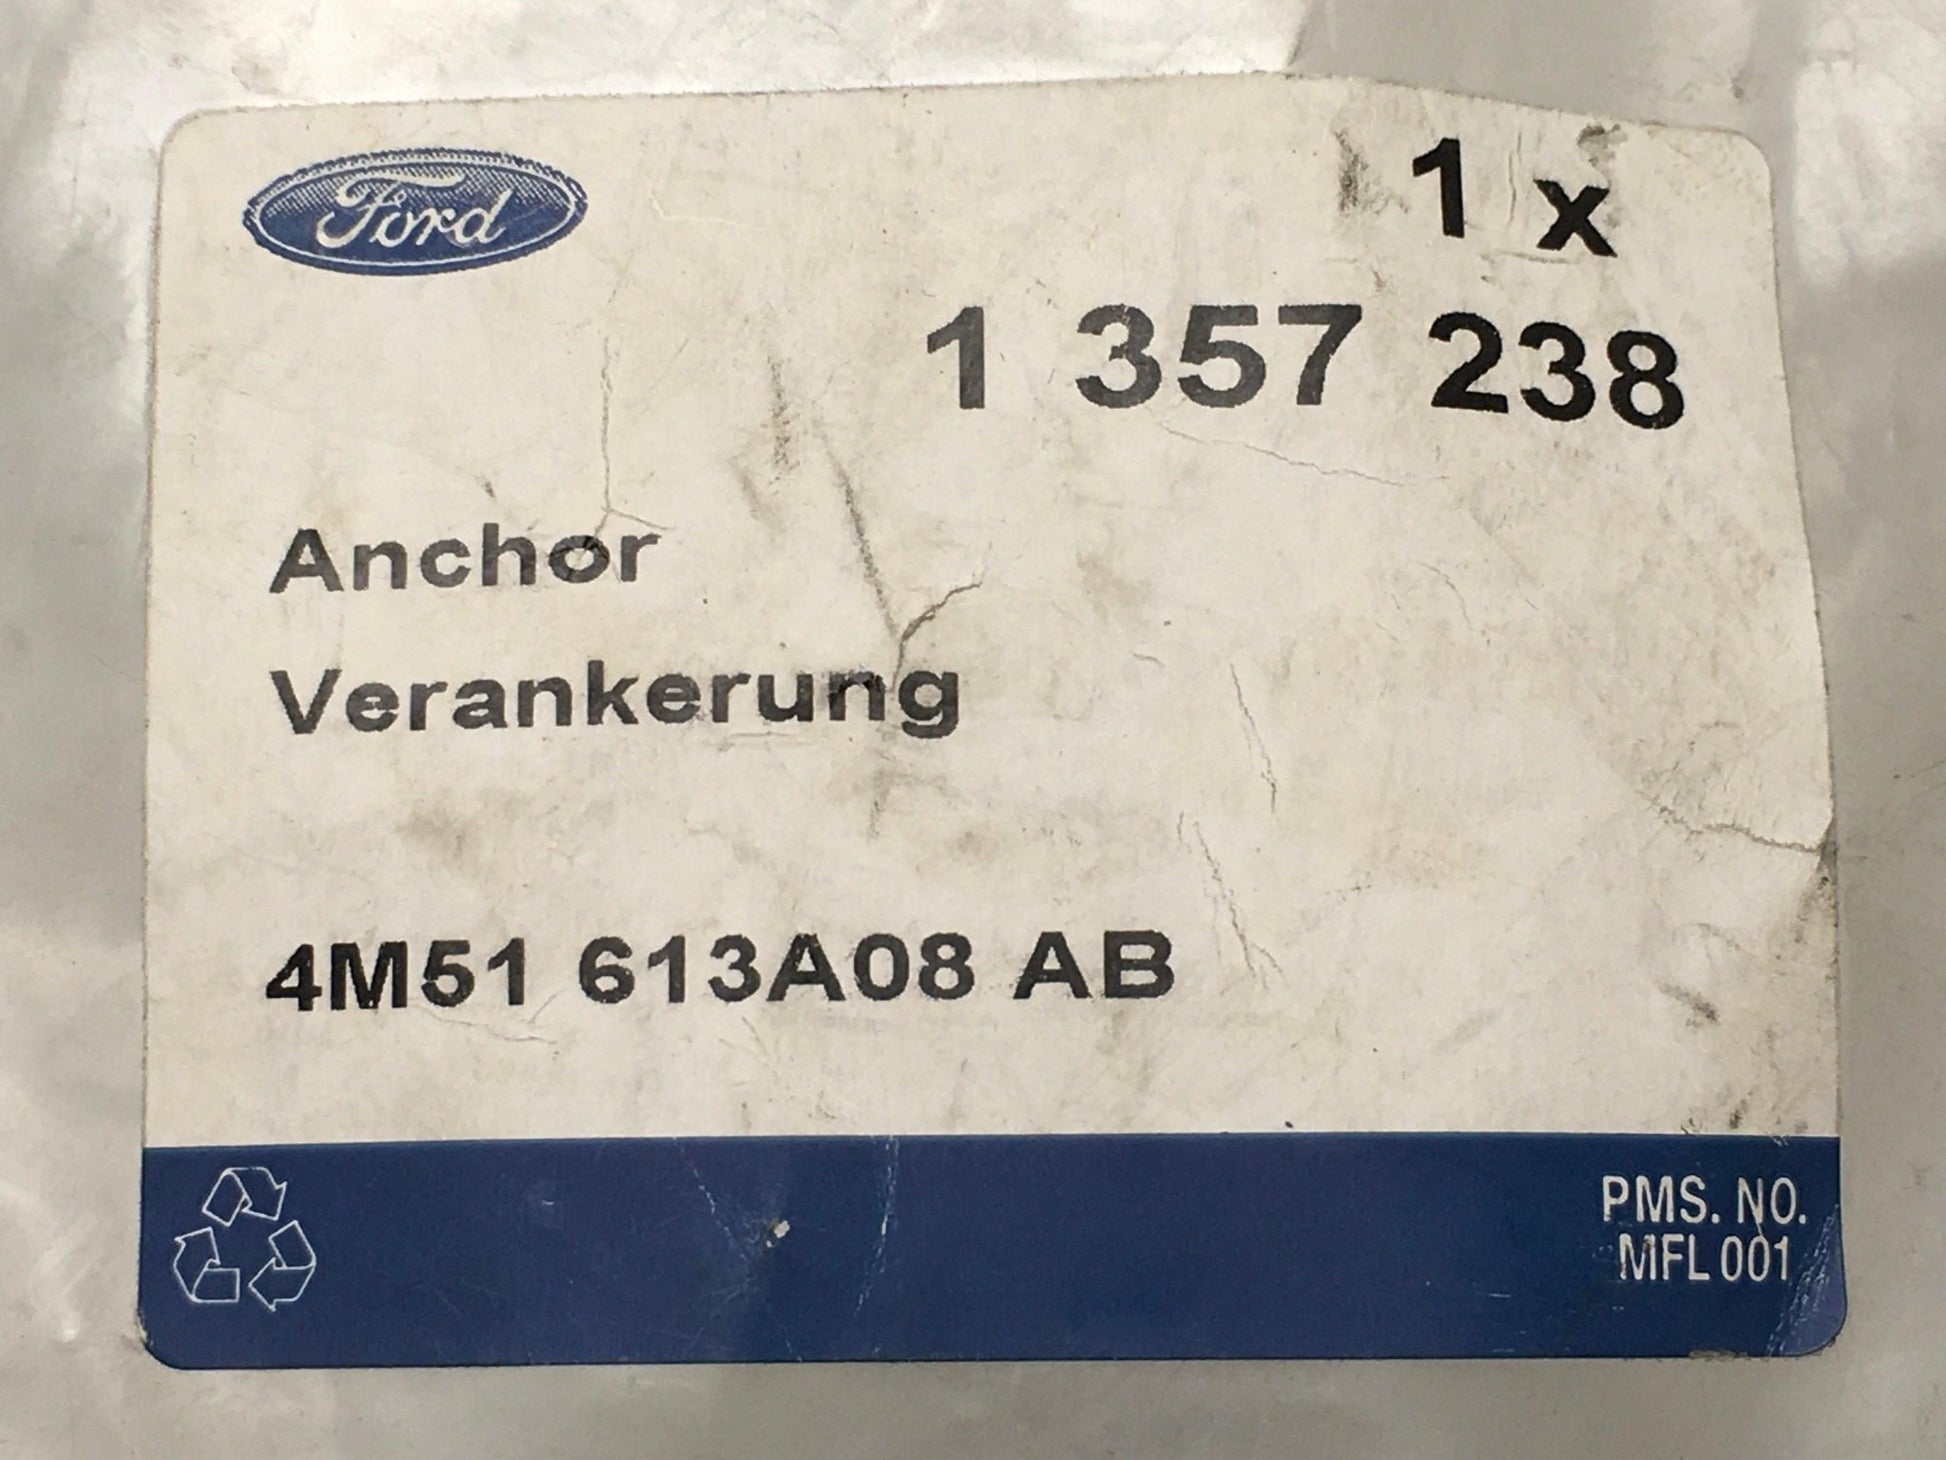 Ford
1 x
1 357 238
Anchor
Verankerung
4M51 613A08 AB
PMS. NO.
MFL 001